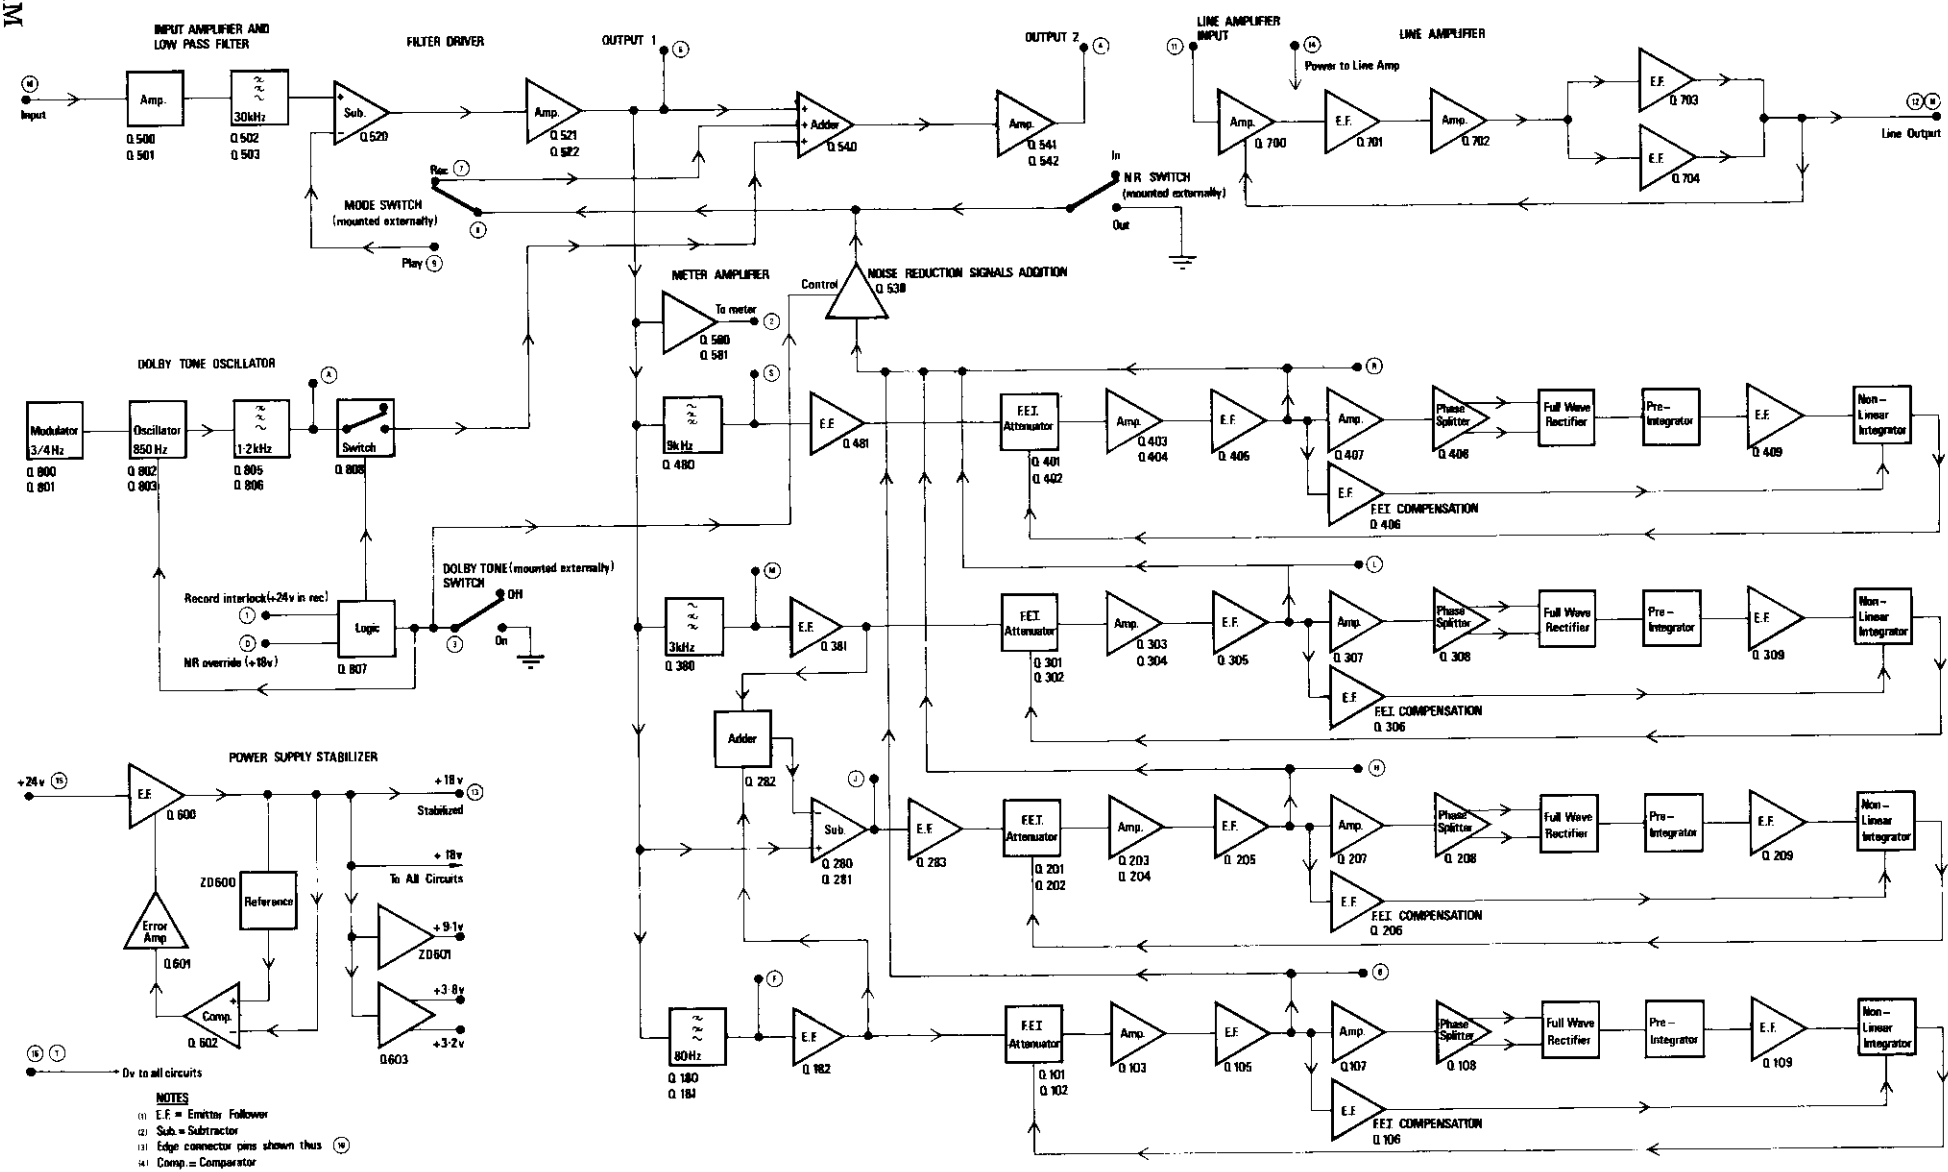 M
INPUT AMPLIFIER AND
LOW PASS FILTER
FILTER DRIVER
OUTPUT 1
OUTPUT 2
LINE AMPLIFIER
INPUT
LINE AMPLIFIER
Input
Amp.
Q.500
Q.501
30kHz
Q.502
Q.503
+
−
Sub.
Q.520
Amp.
Q.521
Q.522
+
+
+
Adder
Q.540
Amp.
Q.541
Q.542
11
14
Power to Line Amp
Amp.
Q.700
E.F.
Q.701
Amp.
Q.702
E.F.
Q.703
E.F.
Q.704
12
Line Output
Rec 7
MODE SWITCH
(mounted externally)
8
Play 9
In
NR SWITCH
(mounted externally)
Out
METER AMPLIFIER
To meter
2
Q.580
Q.581
Control
NOISE REDUCTION SIGNALS ADDITION
Q.530
DOLBY TONE OSCILLATOR
Modulator
3/4Hz
Q.800
Q.801
Oscillator
850Hz
Q.802
Q.803
1·2kHz
Q.805
Q.806
A
Switch
Q.808
Record interlock(+24v in rec)
1
D
NR override (+18v)
Logic
Q.807
DOLBY TONE(mounted externally)
SWITCH
Off
3
On
9kHz
Q.480
S
E.F.
Q.481
F.E.T.
Attenuator
Q.401
Q.402
Amp.
Q.403
Q.404
E.F.
Q.405
R
Amp.
Q.407
Phase
Splitter
Q.408
Full Wave
Rectifier
Pre–
Integrator
E.F.
Q.409
Non–
Linear
Integrator
E.F.
F.E.T. COMPENSATION
Q.406
3kHz
Q.380
M
E.F.
Q.381
F.E.T.
Attenuator
Q.301
Q.302
Amp.
Q.303
Q.304
E.F.
Q.305
L
Amp.
Q.307
Phase
Splitter
Q.308
Full Wave
Rectifier
Pre–
Integrator
E.F.
Q.309
Non–
Linear
Integrator
E.F.
F.E.T. COMPENSATION
Q.306
Adder
Q.282
−
+
Sub.
Q.280
Q.281
J
E.F.
Q.283
F.E.T.
Attenuator
Q.201
Q.202
Amp.
Q.203
Q.204
E.F.
Q.205
H
Amp.
Q.207
Phase
Splitter
Q.208
Full Wave
Rectifier
Pre–
Integrator
E.F.
Q.209
Non–
Linear
Integrator
E.F.
F.E.T. COMPENSATION
Q.206
80Hz
Q.180
Q.181
F
E.F.
Q.182
F.E.T.
Attenuator
Q.101
Q.102
Amp.
Q.103
E.F.
Q.105
Amp.
Q.107
Phase
Splitter
Q.108
Full Wave
Rectifier
Pre–
Integrator
E.F.
Q.109
Non–
Linear
Integrator
E.F.
F.E.T. COMPENSATION
Q.106
POWER SUPPLY STABILIZER
+24v 15
E.F.
Q.600
+18v
13
Stabilized
+18v
To All Circuits
ZD600
Reference
Error
Amp
Q.601
+
−
Comp.
Q.602
+9·1v
ZD601
+3·8v
+3·2v
Q.603
0v to all circuits
NOTES
(1) E.F. = Emitter Follower
(2) Sub. = Subtractor
(3) Edge connector pins shown thus
(4) Comp. = Comparator